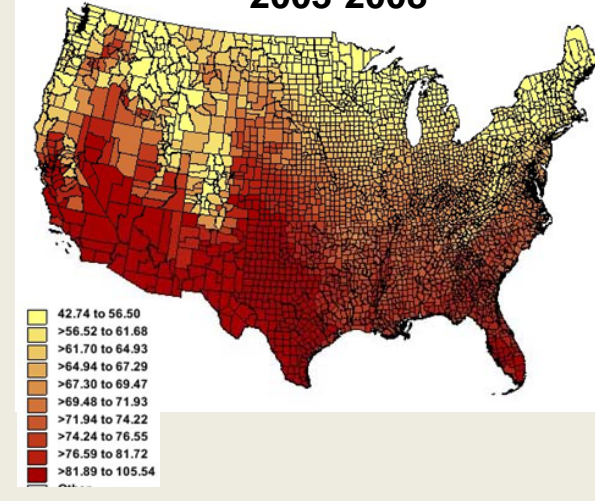 2005-2008
42.74 to 56.50
>56.52 to 61.68
>61.70 to 64.93
>64.94 to 67.29
>67.30 to 69.47
>69.48 to 71.93
>71.94 to 74.22
>74.24 to 76.55
>76.59 to 81.72
>81.89 to 105.54